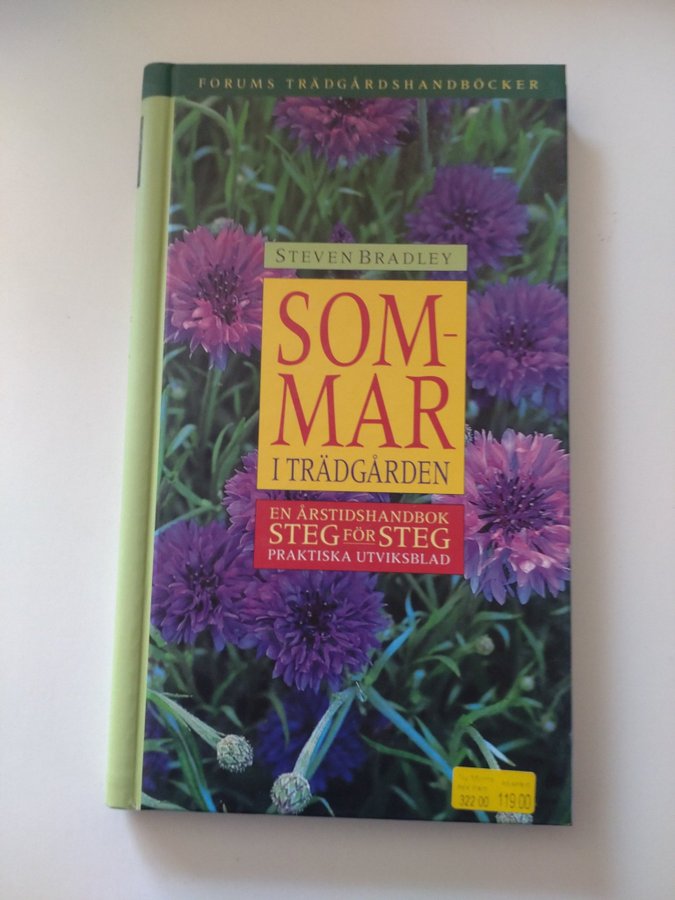 FORUMS TRÄDGÅRDSHANDBÖCKER
STEVEN BRADLEY
SOM-
MAR
I TRÄDGÅRDEN
EN ÅRSTIDSHANDBOK
STEG FÖR STEG
PRAKTISKA UTVIKSBLAD
322 00 119.00